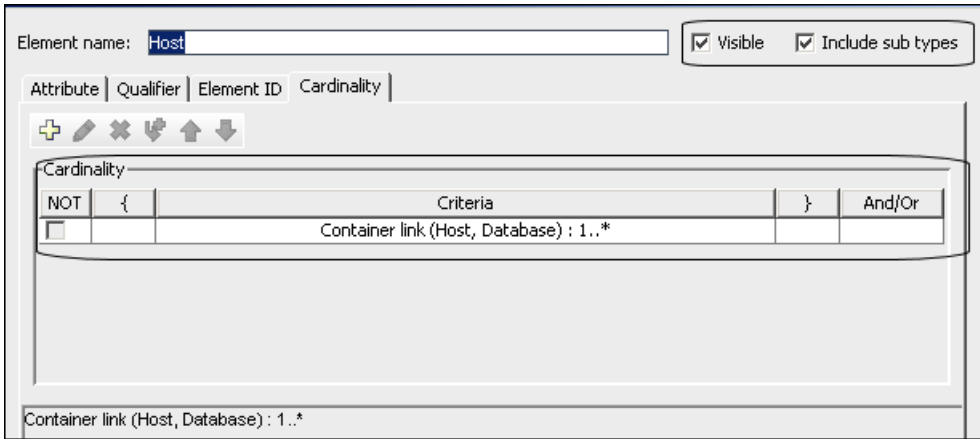 Element name: Host Visible Include sub types
Attribute Qualifier Element ID Cardinality
Cardinality
NOT { Criteria } And/Or
Container link (Host, Database) : 1..*
Container link (Host, Database) : 1..*